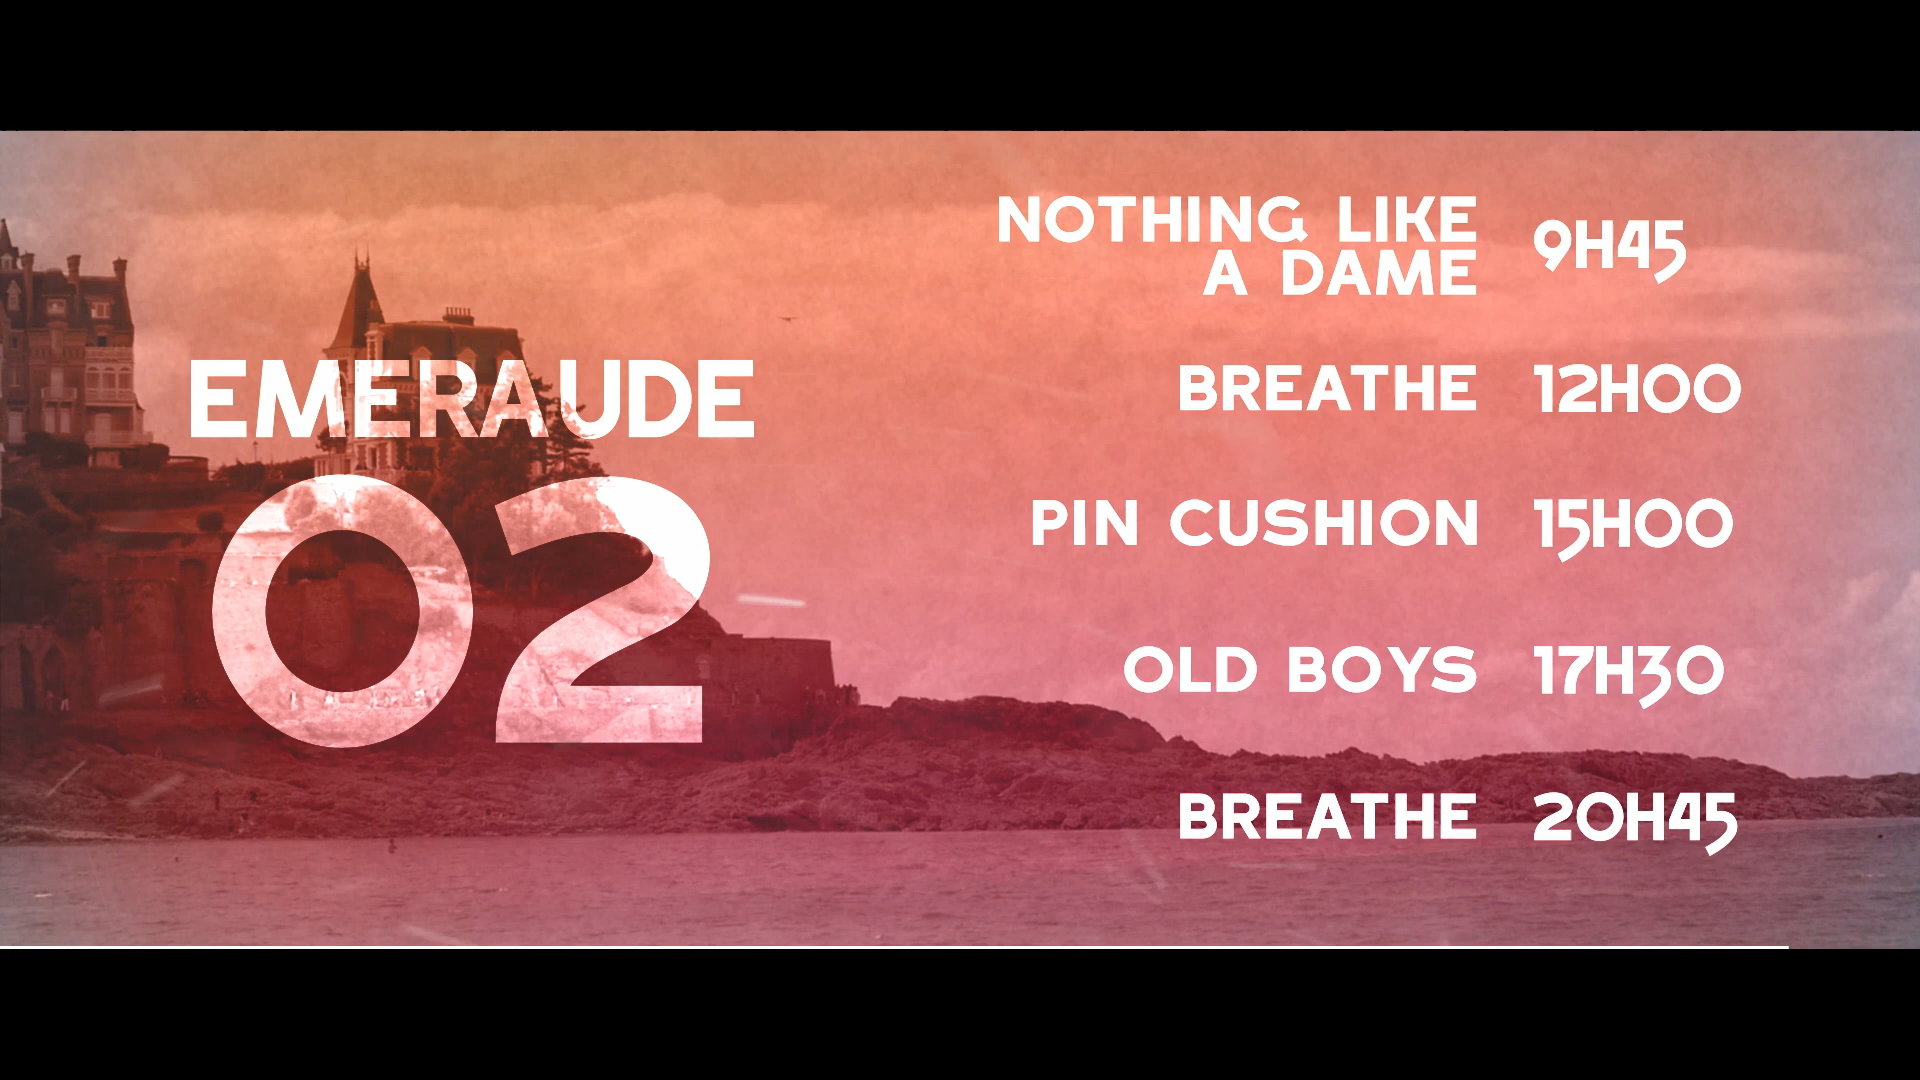 EMERAUDE
02
NOTHING LIKE
A DAME
9H45
BREATHE 12H00
PIN CUSHION 15H00
OLD BOYS 17H30
BREATHE 20H45